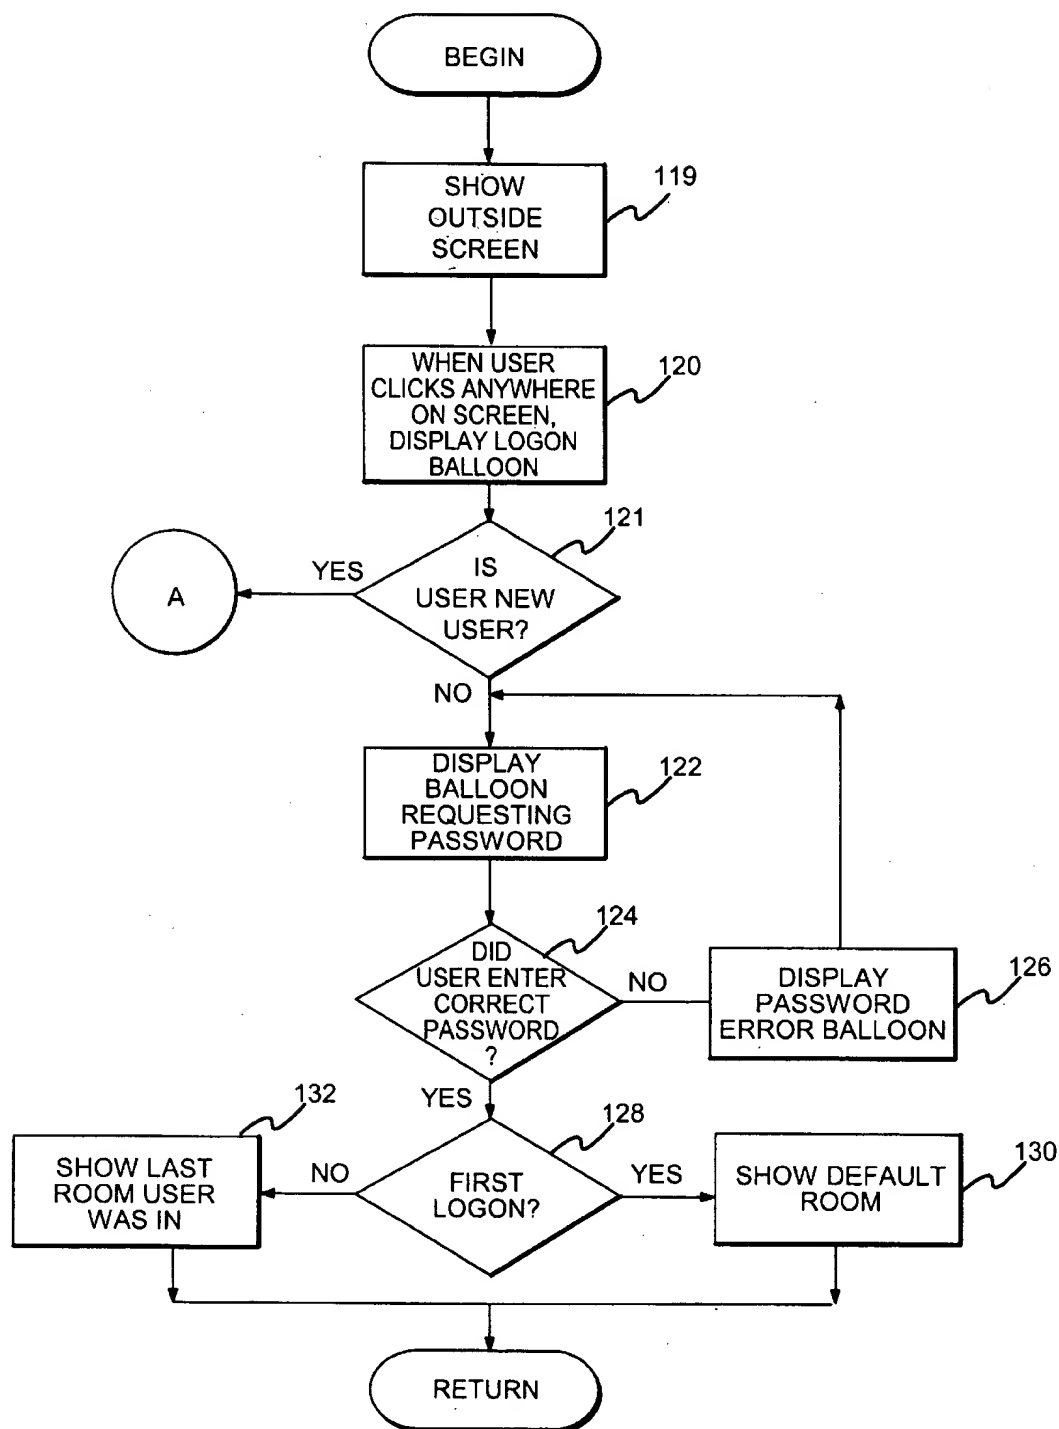 BEGIN
SHOW
OUTSIDE
SCREEN
119
WHEN USER
CLICKS ANYWHERE
ON SCREEN,
DISPLAY LOGON
BALLOON
120
121
YES
IS
USER NEW
USER?
A
NO
DISPLAY
BALLOON
REQUESTING
PASSWORD
122
124
DID
USER ENTER
CORRECT
PASSWORD
?
NO
DISPLAY
PASSWORD
ERROR BALLOON
126
YES
132
128
SHOW LAST
ROOM USER
WAS IN
NO
FIRST
LOGON?
YES
SHOW DEFAULT
ROOM
130
RETURN